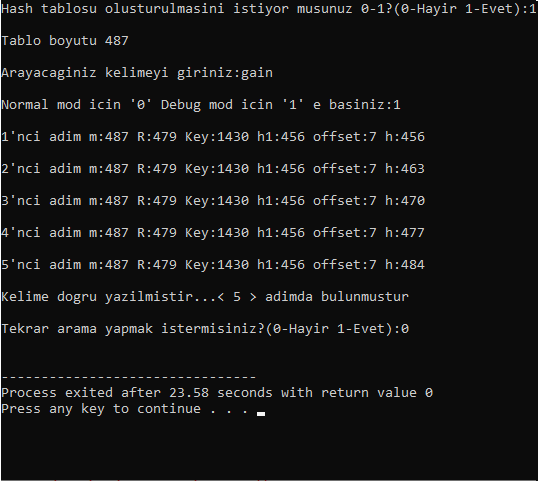 Hash tablosu olusturulmasini istiyor musunuz 0-1?(0-Hayir 1-Evet):1
Tablo boyutu 487
Arayacaginiz kelimeyi giriniz:gain
Normal mod icin '0' Debug mod icin '1' e basiniz:1
1'nci adim m:487 R:479 Key:1430 h1:456 offset:7 h:456
2'nci adim m:487 R:479 Key:1430 h1:456 offset:7 h:463
3'nci adim m:487 R:479 Key:1430 h1:456 offset:7 h:470
4'nci adim m:487 R:479 Key:1430 h1:456 offset:7 h:477
5'nci adim m:487 R:479 Key:1430 h1:456 offset:7 h:484
Kelime dogru yazilmistir...< 5 > adimda bulunmustur
Tekrar arama yapmak istermisiniz?(0-Hayir 1-Evet):0
--------------------------------
Process exited after 23.58 seconds with return value 0
Press any key to continue . . .